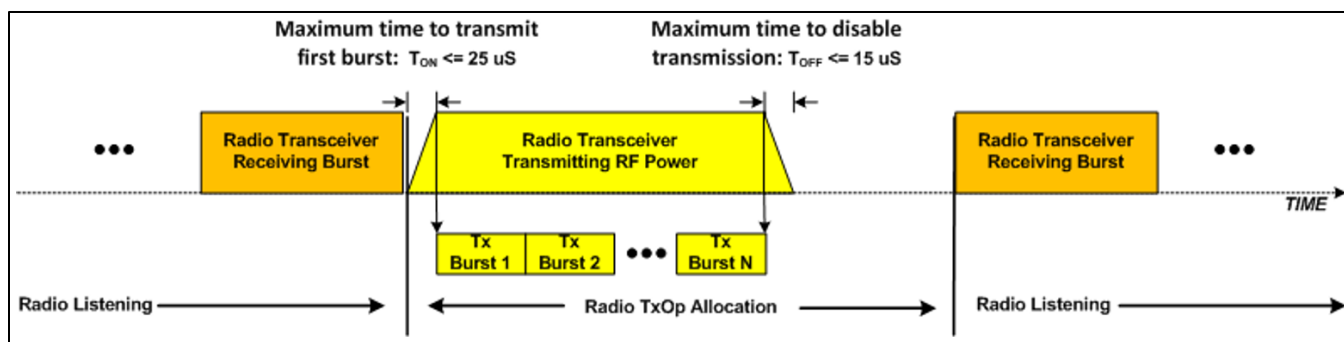 Maximum time to transmit
first burst: TON <= 25 uS
Maximum time to disable
transmission: TOFF <= 15 uS
•••
Radio Transceiver
Receiving Burst
Radio Transceiver
Transmitting RF Power
Radio Transceiver
Receiving Burst
•••
TIME
Tx
Burst 1
Tx
Burst 2
•••
Tx
Burst N
Radio Listening
Radio TxOp Allocation
Radio Listening